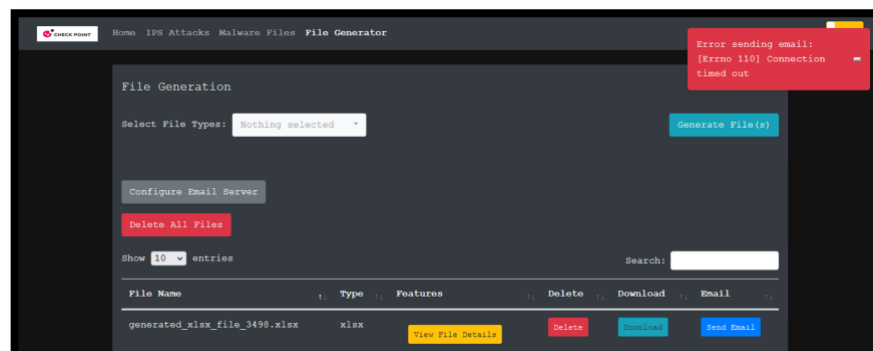 CHECK POINT
Home IPS Attacks Malware Files File Generator
Error sending email:
[Errno 110] Connection
timed out
File Generation
Select File Types: Nothing selected
Generate File(s)
Configure Email Server
Delete All Files
Show 10 entries
Search:
File Name Type Features Delete Download Email
generated_xlsx_file_3498.xlsx xlsx View File Details Delete Download Send Email